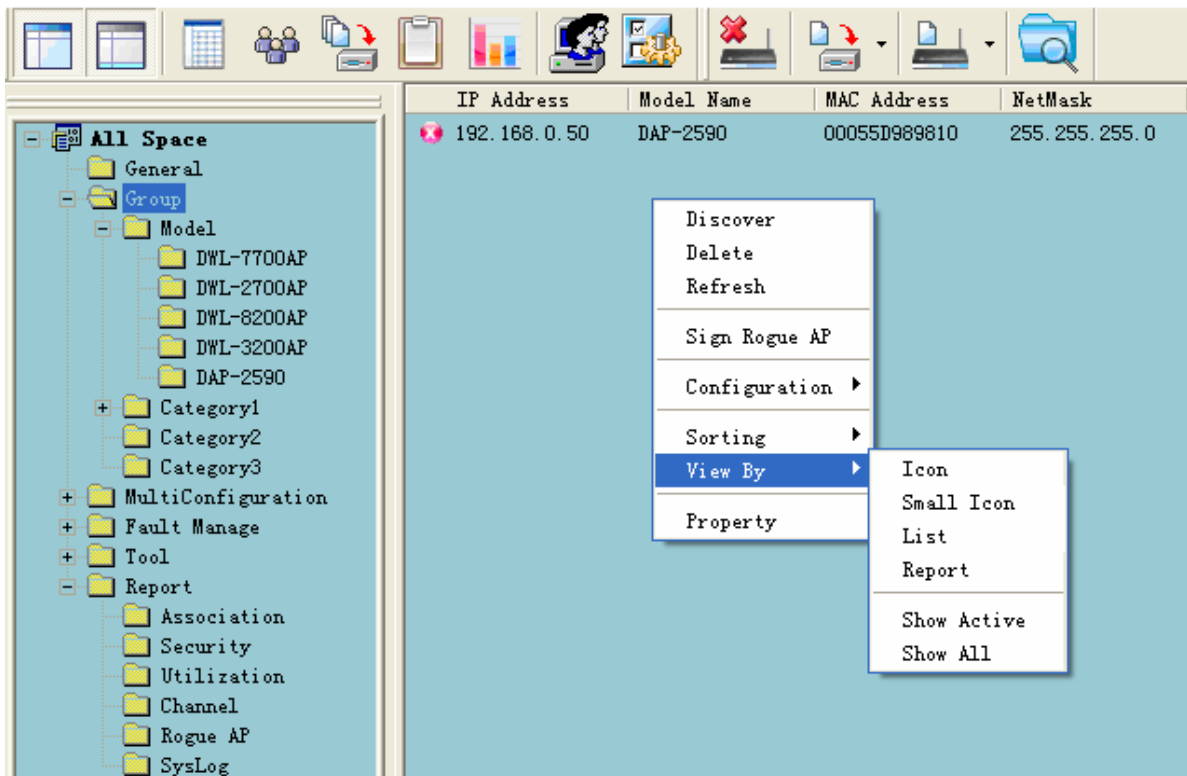 IP Address Model Name MAC Address NetMask
192.168.0.50 DAP-2590 00055D989810 255.255.255.0
All Space
General
Group
Model
DWL-7700AP
DWL-2700AP
DWL-8200AP
DWL-3200AP
DAP-2590
Category1
Category2
Category3
MultiConfiguration
Fault Manage
Tool
Report
Association
Security
Utilization
Channel
Rogue AP
SysLog
Discover
Delete
Refresh
Sign Rogue AP
Configuration
Sorting
View By
Property
Icon
Small Icon
List
Report
Show Active
Show All